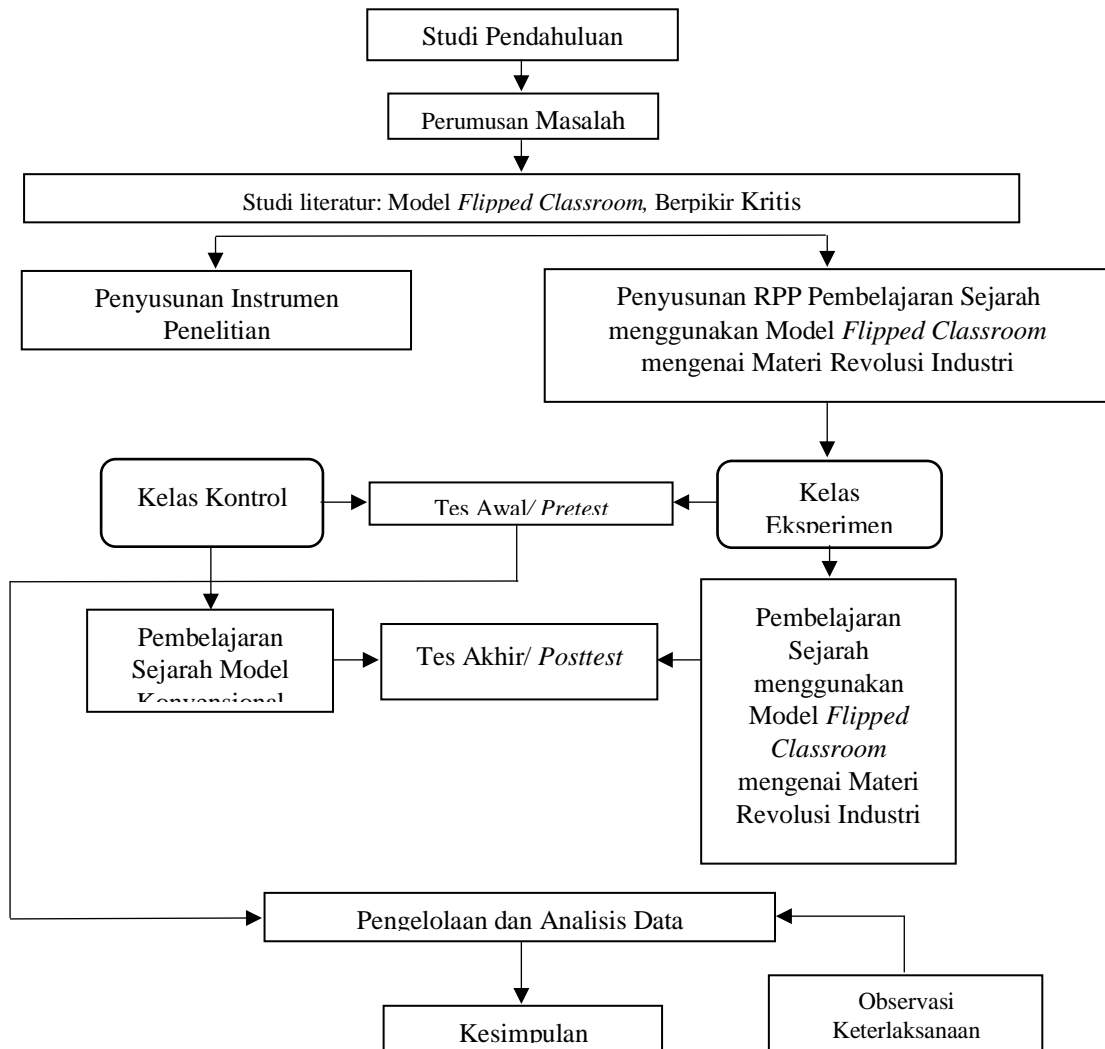 Studi Pendahuluan
Perumusan Masalah
Studi literatur: Model Flipped Classroom, Berpikir Kritis
Penyusunan Instrumen
Penelitian
Penyusunan RPP Pembelajaran Sejarah
menggunakan Model Flipped Classroom
mengenai Materi Revolusi Industri
Kelas Kontrol
Tes Awal/ Pretest
Kelas
Eksperimen
Pembelajaran
Sejarah Model
Konvensional
Tes Akhir/ Posttest
Pembelajaran
Sejarah
menggunakan
Model Flipped
Classroom
mengenai Materi
Revolusi Industri
Pengelolaan dan Analisis Data
Kesimpulan
Observasi
Keterlaksanaan